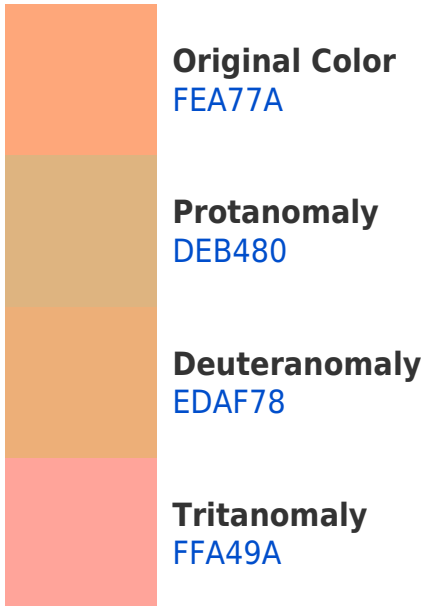 Original Color
FEA77A
Protanomaly
DEB480
Deuteranomaly
EDAF78
Tritanomaly
FFA49A